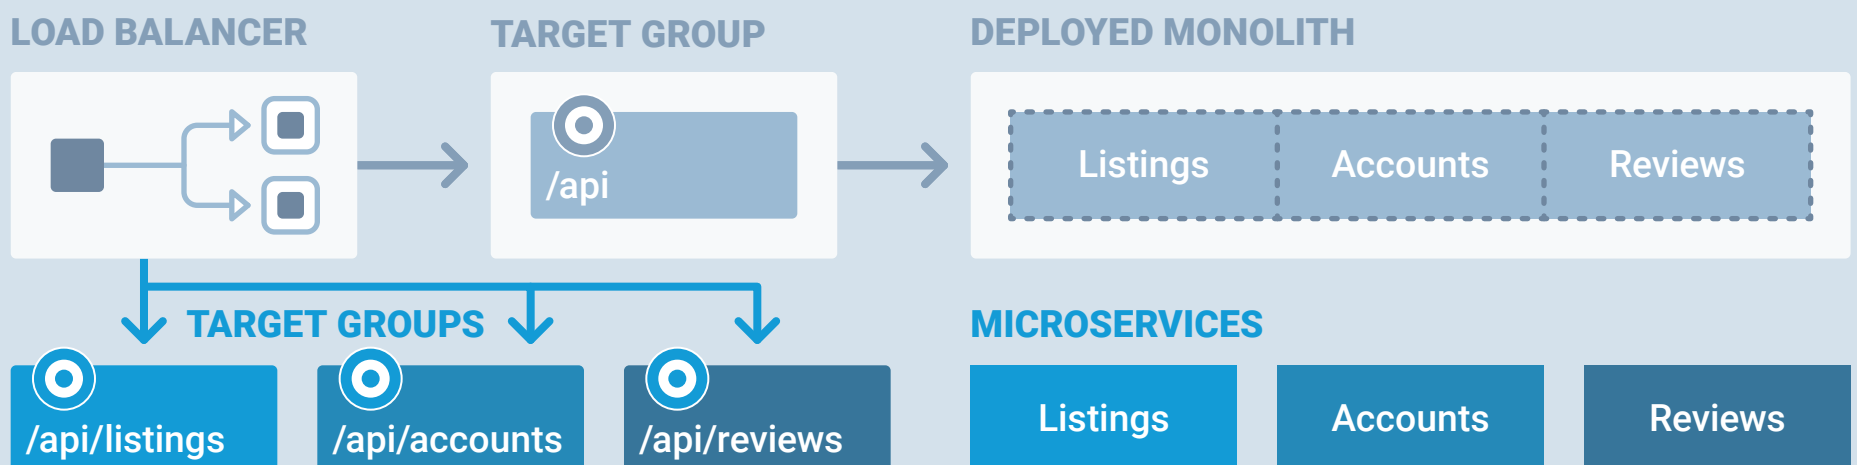 LOAD BALANCER
TARGET GROUP
DEPLOYED MONOLITH
/api
Listings
Accounts
Reviews
TARGET GROUPS
MICROSERVICES
/api/listings
/api/accounts
/api/reviews
Listings
Accounts
Reviews